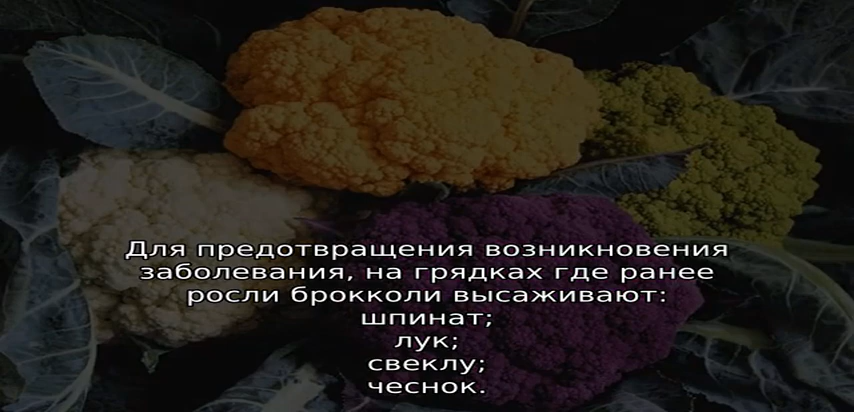 Для предотвращения возникновения
заболевания, на грядках где ранее
росли брокколи высаживают:
шпинат;
лук;
свеклу;
чеснок.